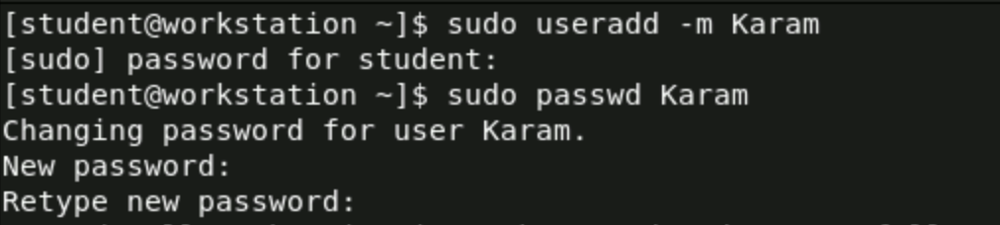 [student@workstation ~]$ sudo useradd -m Karam
[sudo] password for student:
[student@workstation ~]$ sudo passwd Karam
Changing password for user Karam.
New password:
Retype new password: